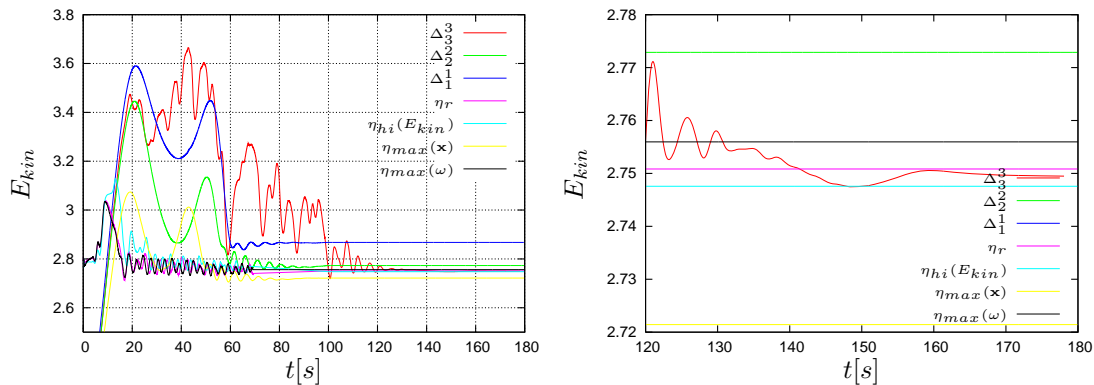 3.8
3.6
3.4
3.2
3
2.8
2.6
E_{kin}
0
20
40
60
80
100
120
140
160
180
t[s]
Δ_3^3
Δ_2^2
Δ_1^1
η_r
η_{hi}(E_{kin})
η_{max}(x)
η_{max}(ω)
2.78
2.77
2.76
2.75
2.74
2.73
2.72
E_{kin}
120
130
140
150
160
170
180
t[s]
Δ_3^3
Δ_2^2
Δ_1^1
η_r
η_{hi}(E_{kin})
η_{max}(x)
η_{max}(ω)